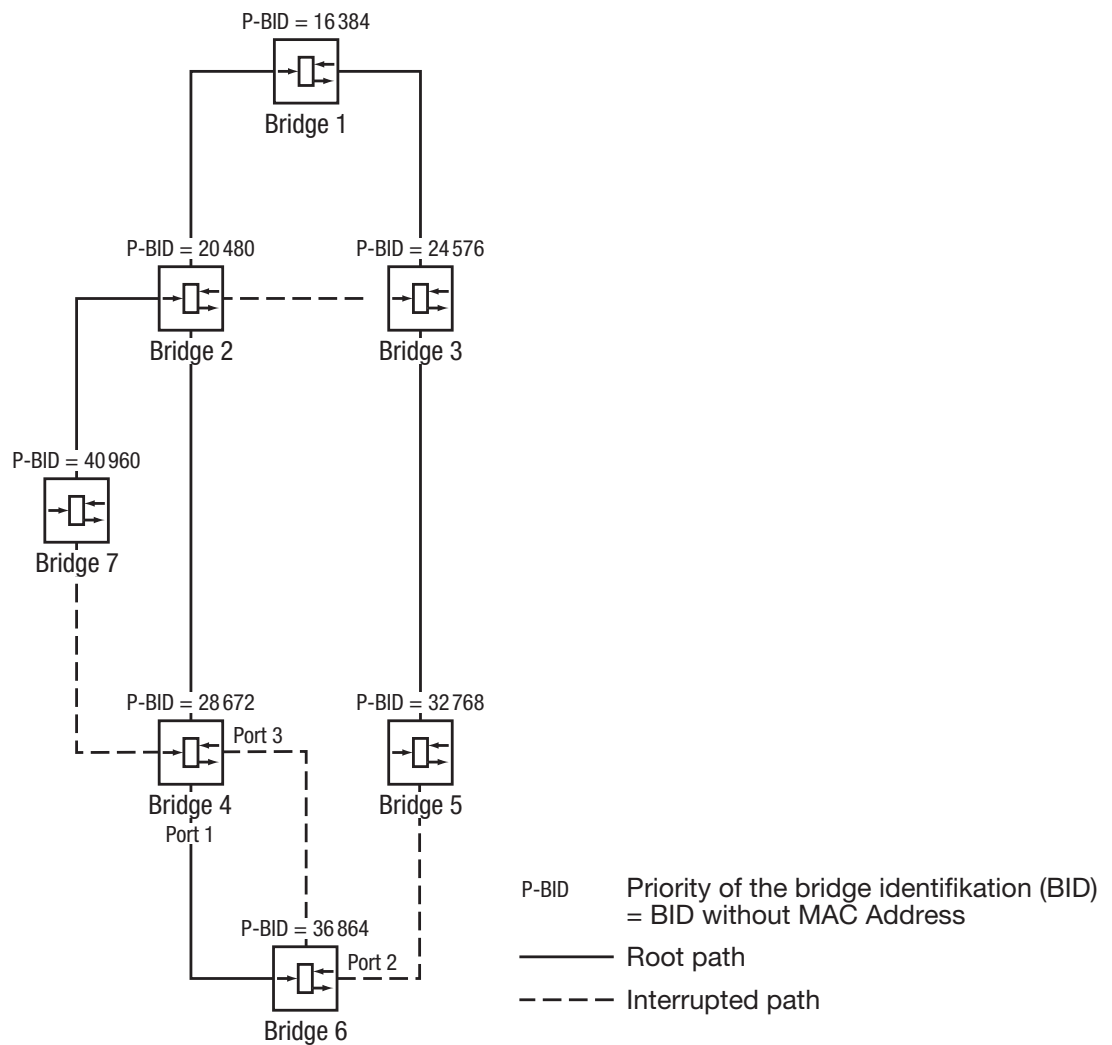 P-BID = 16 384
Bridge 1
P-BID = 20 480
P-BID = 24 576
Bridge 2
Bridge 3
P-BID = 40 960
Bridge 7
P-BID = 28 672
P-BID = 32 768
Port 3
Bridge 4
Bridge 5
Port 1
P-BID = 36 864
Port 2
Bridge 6
P-BID Priority of the bridge identifikation (BID)
= BID without MAC Address
Root path
Interrupted path